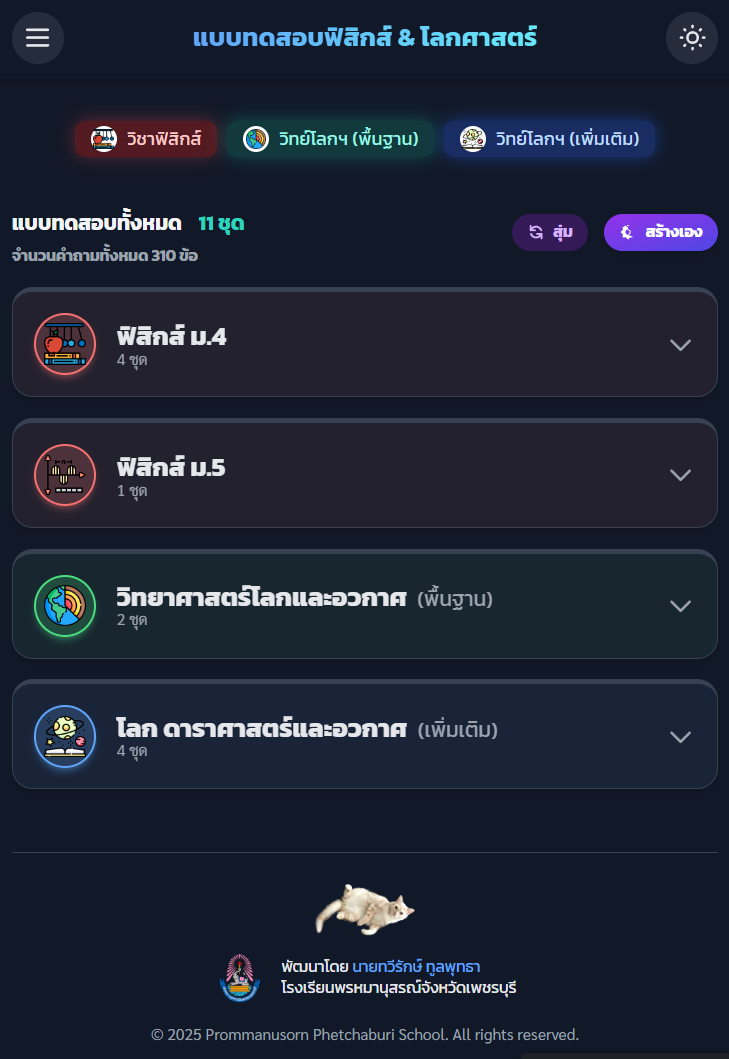 แบบทดสอบฟิสิกส์ & โลกศาสตร์
วิชาฟิสิกส์
วิทย์โลกฯ (พื้นฐาน)
วิทย์โลกฯ (เพิ่มเติม)
แบบทดสอบทั้งหมด 11 ชุด
จำนวนคำถามทั้งหมด 310 ข้อ
สุ่ม
สร้างเอง
ฟิสิกส์ ม.4
4 ชุด
ฟิสิกส์ ม.5
1 ชุด
วิทยาศาสตร์โลกและอวกาศ (พื้นฐาน)
2 ชุด
โลก ดาราศาสตร์และอวกาศ (เพิ่มเติม)
4 ชุด
พัฒนาโดย นายทวีรักษ์ ทูลพุทธา
โรงเรียนพรหมานุสรณ์จังหวัดเพชรบุรี
© 2025 Prommanusorn Phetchaburi School. All rights reserved.